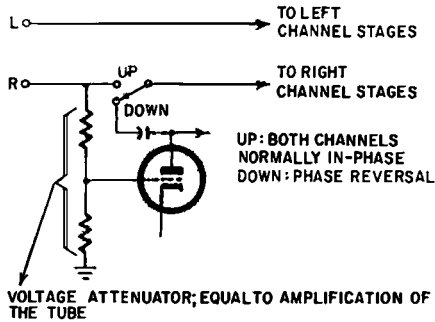 L
TO LEFT
CHANNEL STAGES
R
UP
TO RIGHT
CHANNEL STAGES
DOWN
UP: BOTH CHANNELS
NORMALLY IN-PHASE
DOWN: PHASE REVERSAL
VOLTAGE ATTENUATOR; EQUAL TO AMPLIFICATION OF
THE TUBE